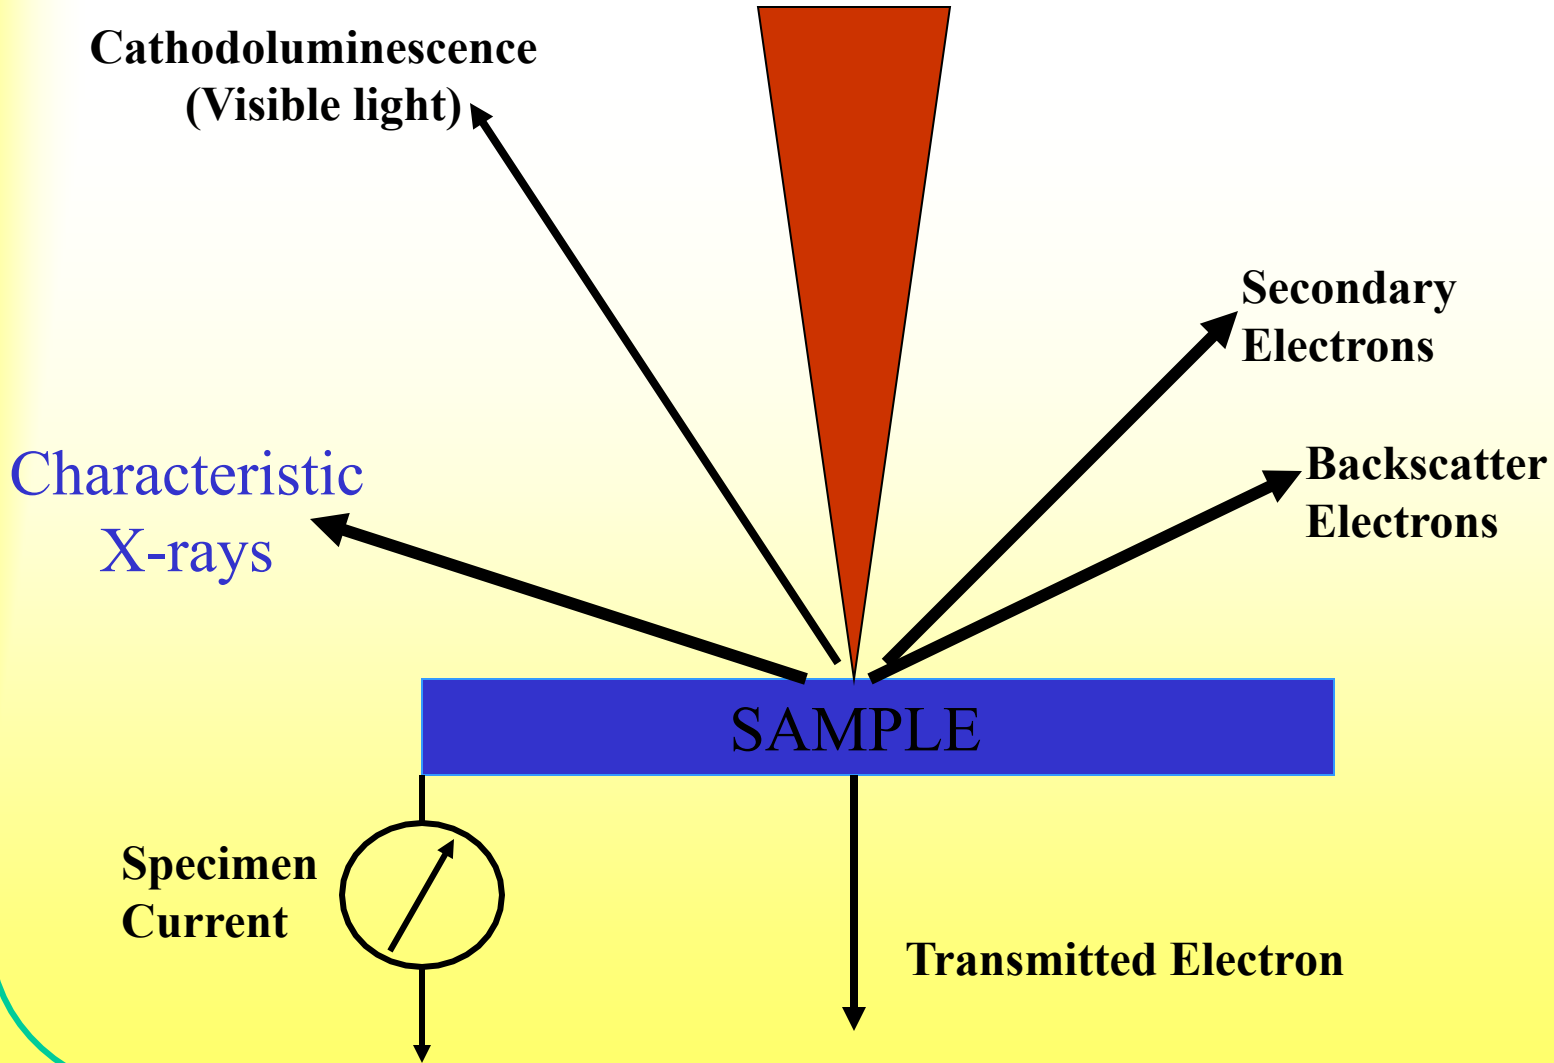 Cathodoluminescence
(Visible light)
Secondary
Electrons
Characteristic
X-rays
Backscatter
Electrons
SAMPLE
Specimen
Current
Transmitted Electron